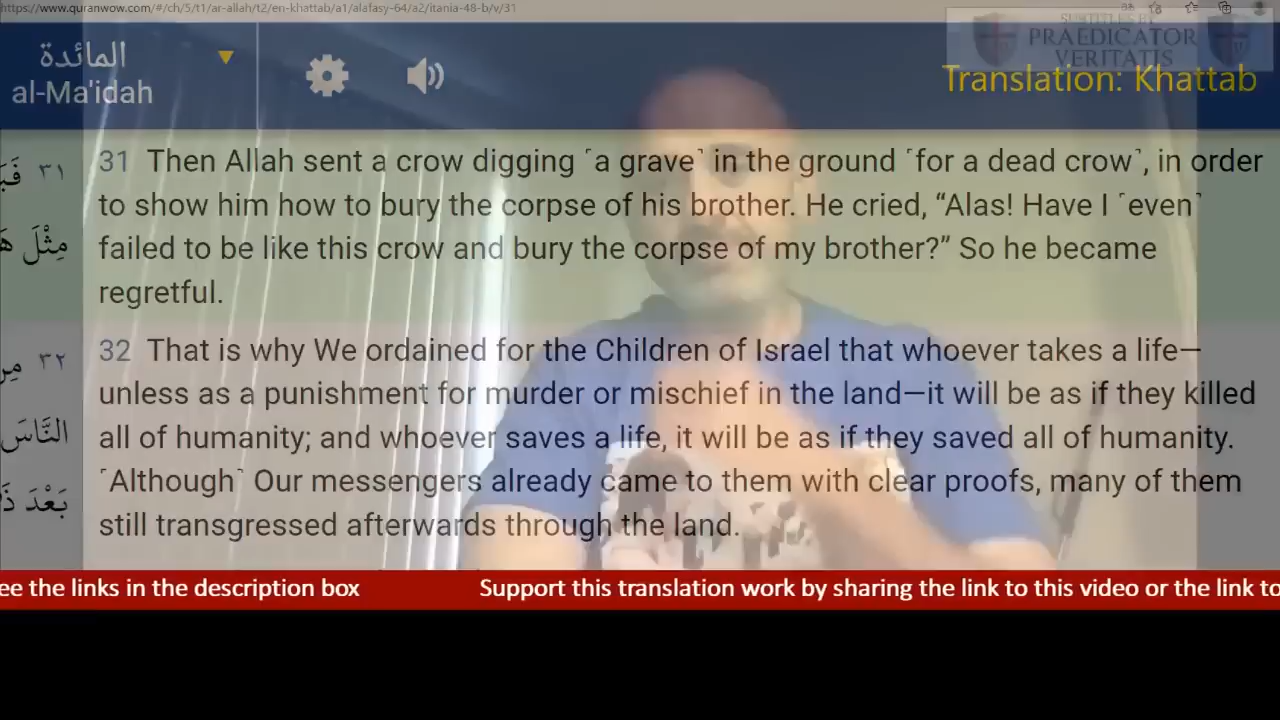 https://www.quranwow.com/#/ch/5/t1/ar-allah/t2/en-khattab/a1/alafasy-64/a2/itania-48-b/v/31
SUBTITLES BY
PRAEDICATOR
VERITATIS
المائدة
al-Ma'idah
Translation: Khattab
٣١
31 Then Allah sent a crow digging ˹a grave˺ in the ground ˹for a dead crow˺, in order
to show him how to bury the corpse of his brother. He cried, “Alas! Have I ˹even˺
مِثْلَ
failed to be like this crow and bury the corpse of my brother?” So he became
regretful.
٣٢
32 That is why We ordained for the Children of Israel that whoever takes a life—
unless as a punishment for murder or mischief in the land—it will be as if they killed
النَّاسَ
all of humanity; and whoever saves a life, it will be as if they saved all of humanity.
بَعْدَ
˹Although˺ Our messengers already came to them with clear proofs, many of them
still transgressed afterwards through the land.
ee the links in the description box Support this translation work by sharing the link to this video or the link to